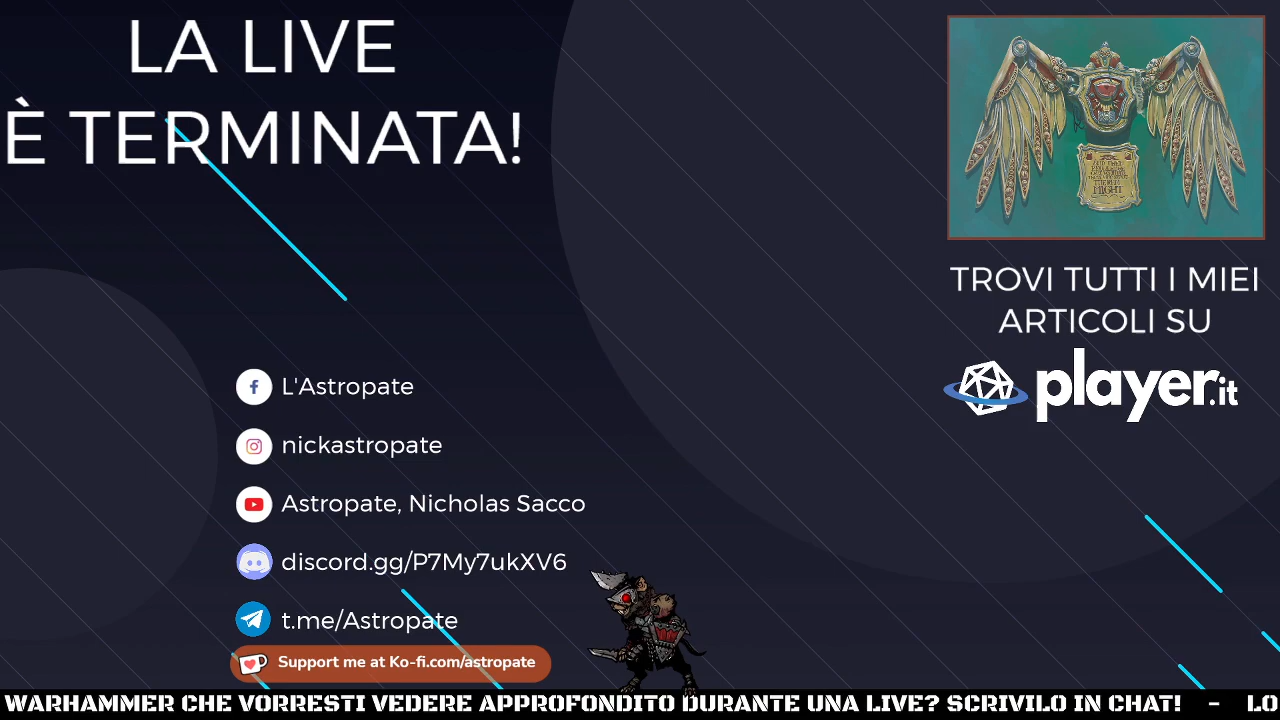 LA LIVE
È TERMINATA!
MIGHT
TROVI TUTTI I MIEI
ARTICOLI SU
player.it
L'Astropate
nickastropate
Astropate, Nicholas Sacco
discord.gg/P7My7ukXV6
t.me/Astropate
Support me at Ko-fi.com/astropate
WARHAMMER CHE VORRESTI VEDERE APPROFONDITO DURANTE UNA LIVE? SCRIVILO IN CHAT! - LO